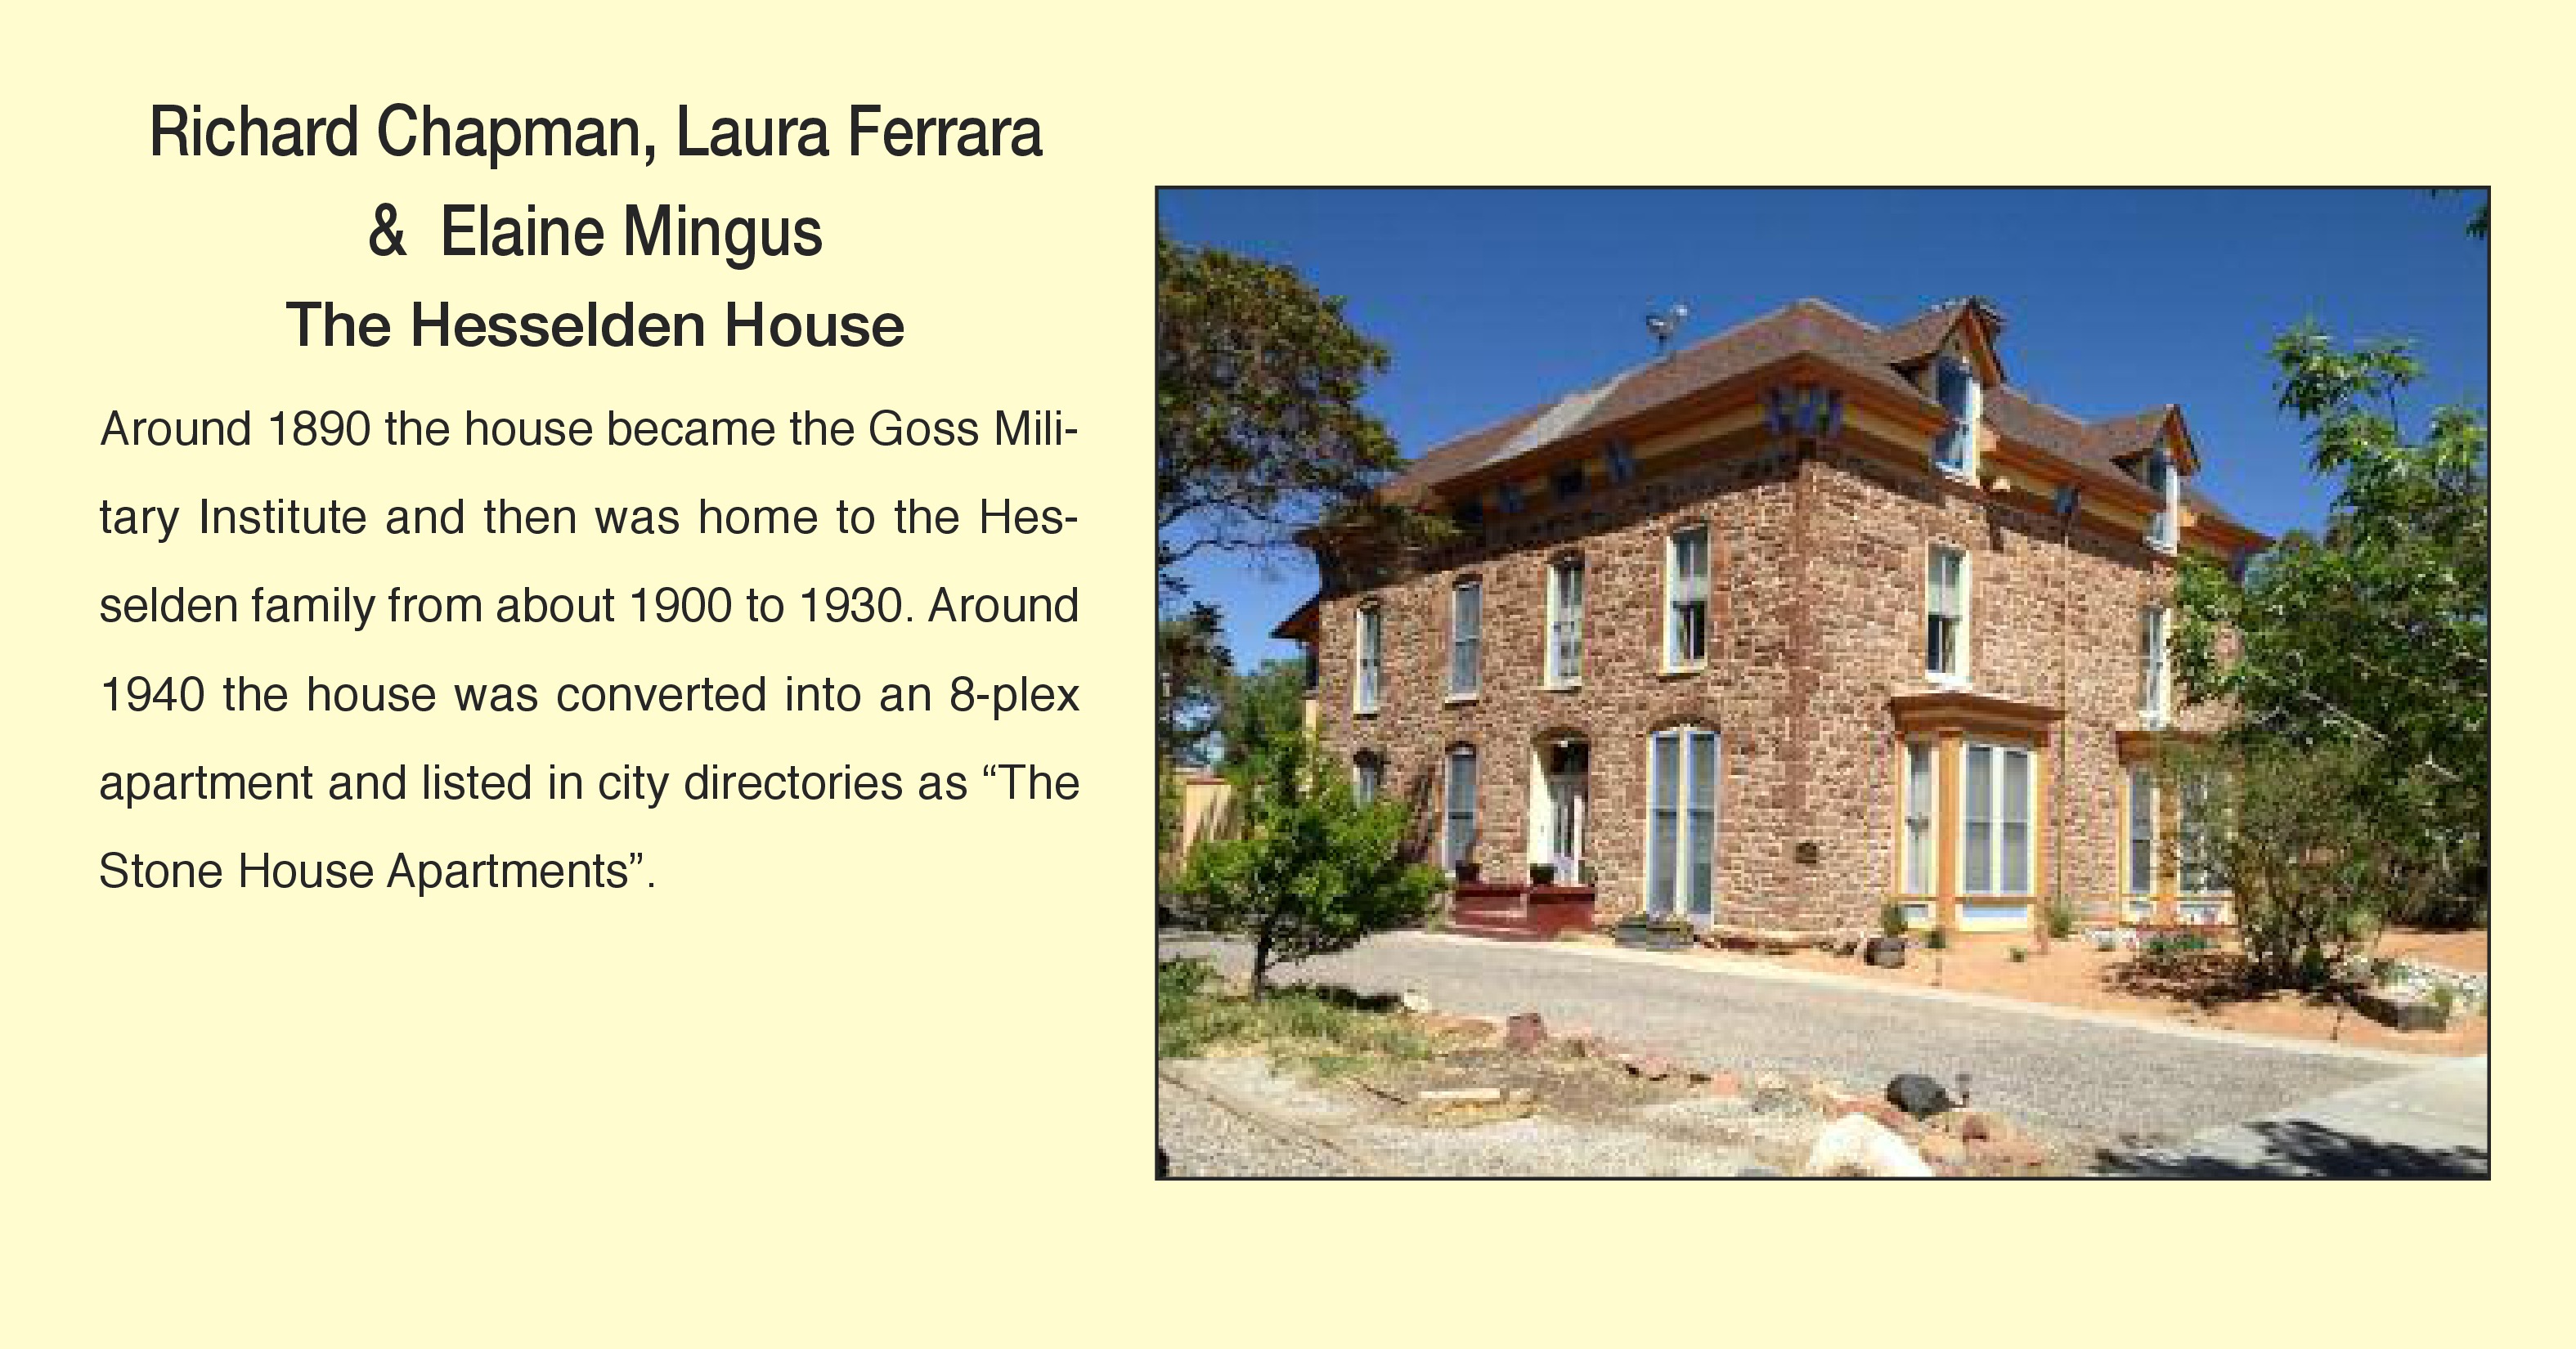 Richard Chapman, Laura Ferrara
& Elaine Mingus
The Hesselden House
Around 1890 the house became the Goss Mili-
tary Institute and then was home to the Hes-
selden family from about 1900 to 1930. Around
1940 the house was converted into an 8-plex
apartment and listed in city directories as “The
Stone House Apartments”.